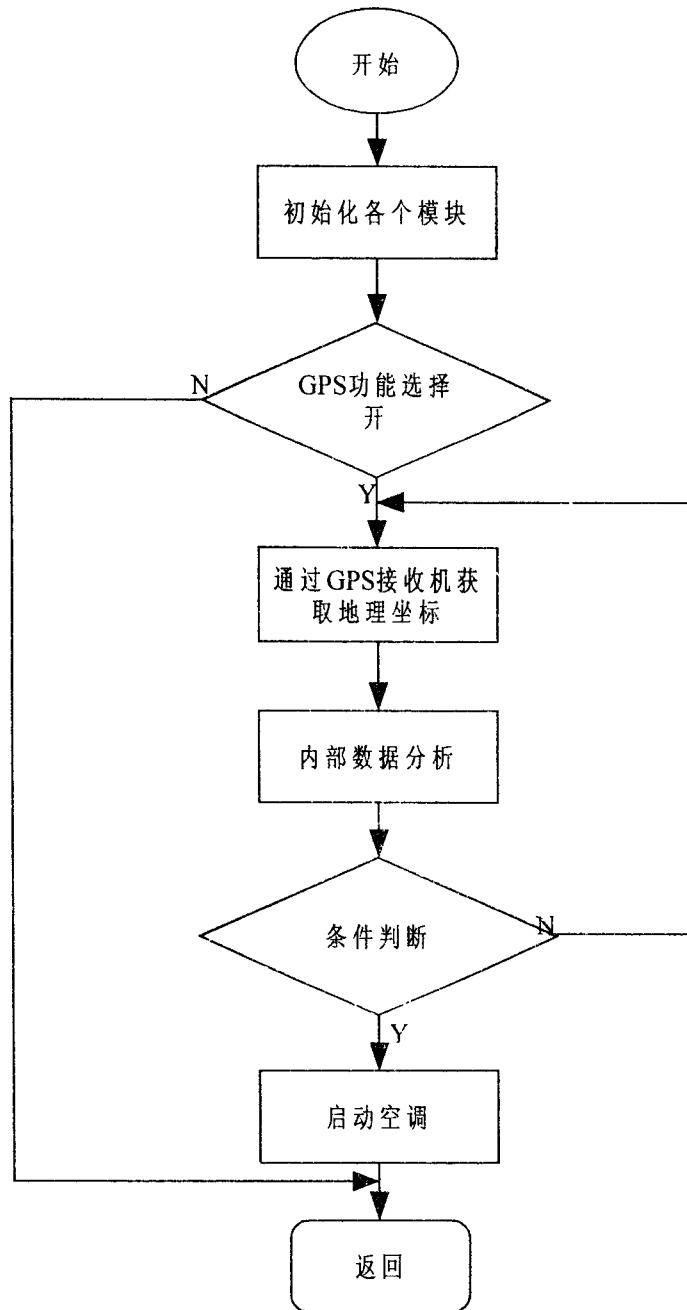 开始
初始化各个模块
N
GPS功能选择
开
Y
通过GPS接收机获
取地理坐标
内部数据分析
条件判断
N
Y
启动空调
返回